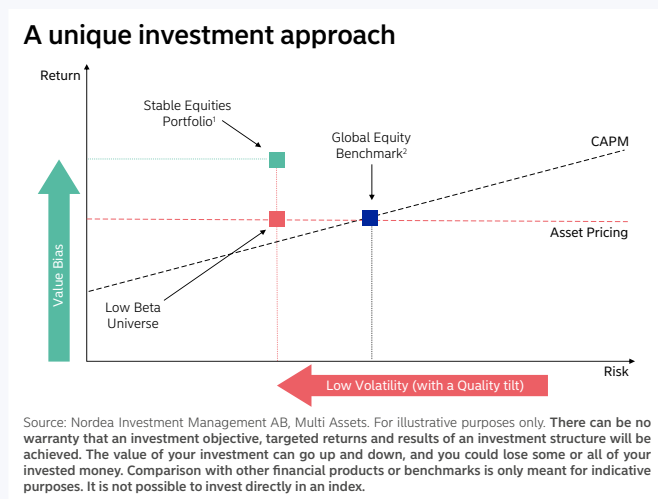 A unique investment approach
Return
Stable Equities
Portfolio¹
Global Equity
Benchmark²
CAPM
Asset Pricing
Value Bias
Low Beta
Universe
Risk
Low Volatility (with a Quality tilt)
Source: Nordea Investment Management AB, Multi Assets. For illustrative purposes only. There can be no
warranty that an investment objective, targeted returns and results of an investment structure will be
achieved. The value of your investment can go up and down, and you could lose some or all of your
invested money. Comparison with other financial products or benchmarks is only meant for indicative
purposes. It is not possible to invest directly in an index.